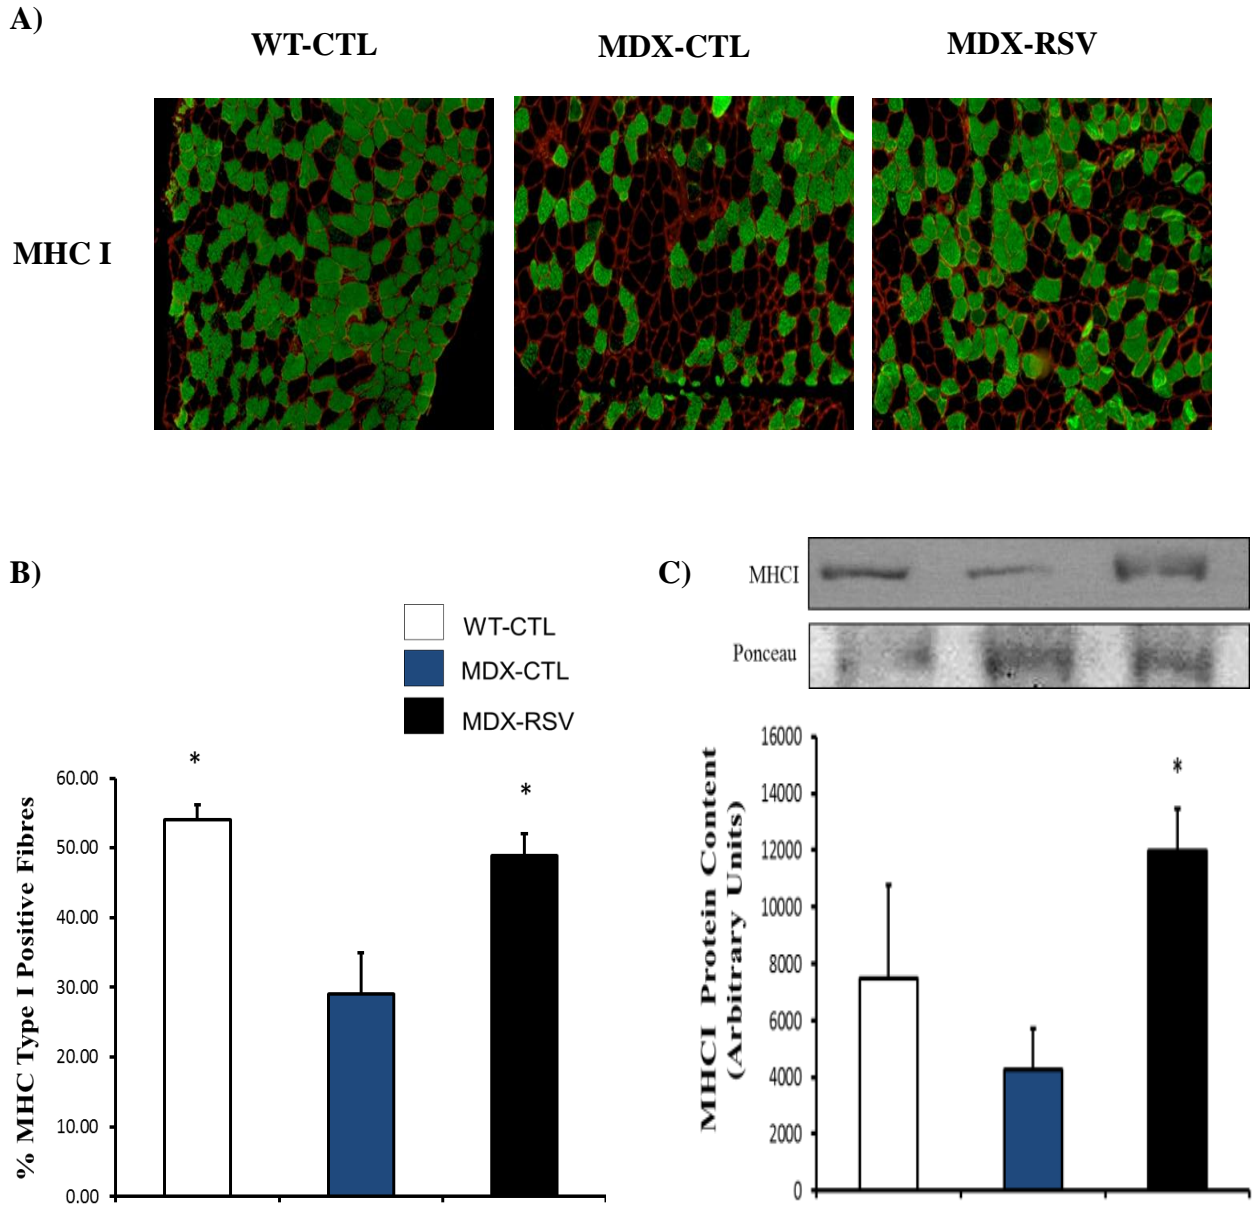 A)
WT-CTL
MDX-CTL
MDX-RSV
MHC I
B)
WT-CTL
MDX-CTL
MDX-RSV
*
*
% MHC Type I Positive Fibres
60.00
50.00
40.00
30.00
20.00
10.00
0.00
C)
MHCI
Ponceau
*
MHCI Protein Content
(Arbitrary Units)
16000
14000
12000
10000
8000
6000
4000
2000
0